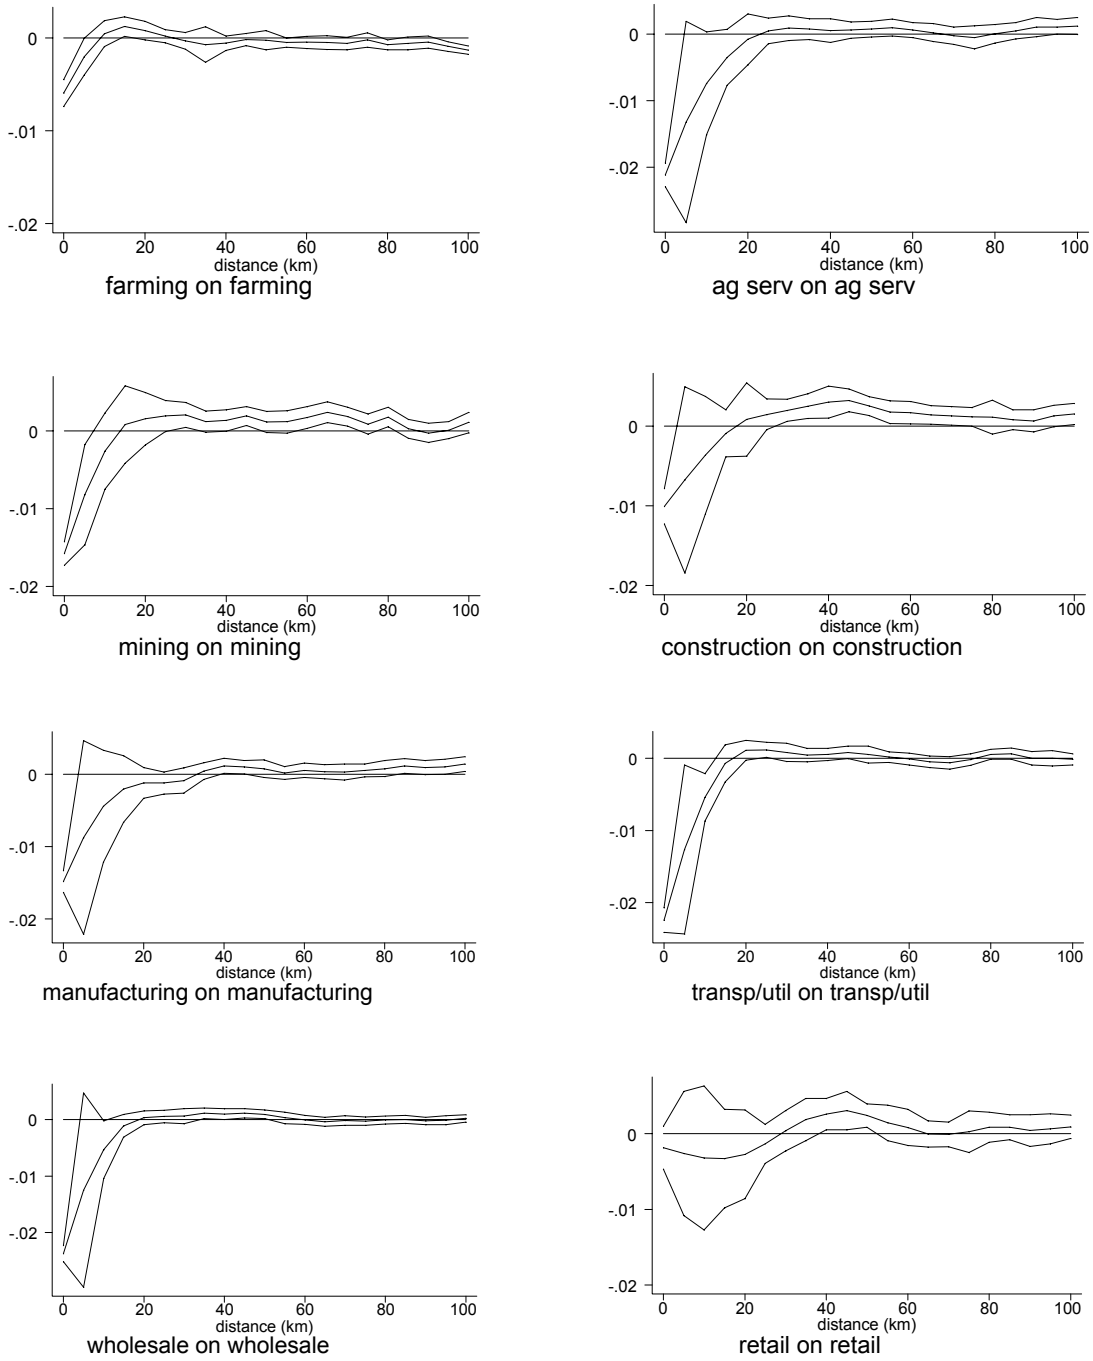 0
-.01
-.02
0 20 40 60 80 100
distance (km)
farming on farming
0
-.01
-.02
0 20 40 60 80 100
distance (km)
ag serv on ag serv
0
-.01
-.02
0 20 40 60 80 100
distance (km)
mining on mining
0
-.01
-.02
0 20 40 60 80 100
distance (km)
construction on construction
0
-.01
-.02
0 20 40 60 80 100
distance (km)
manufacturing on manufacturing
0
-.01
-.02
0 20 40 60 80 100
distance (km)
transp/util on transp/util
0
-.01
-.02
0 20 40 60 80 100
distance (km)
wholesale on wholesale
0
-.01
-.02
0 20 40 60 80 100
distance (km)
retail on retail